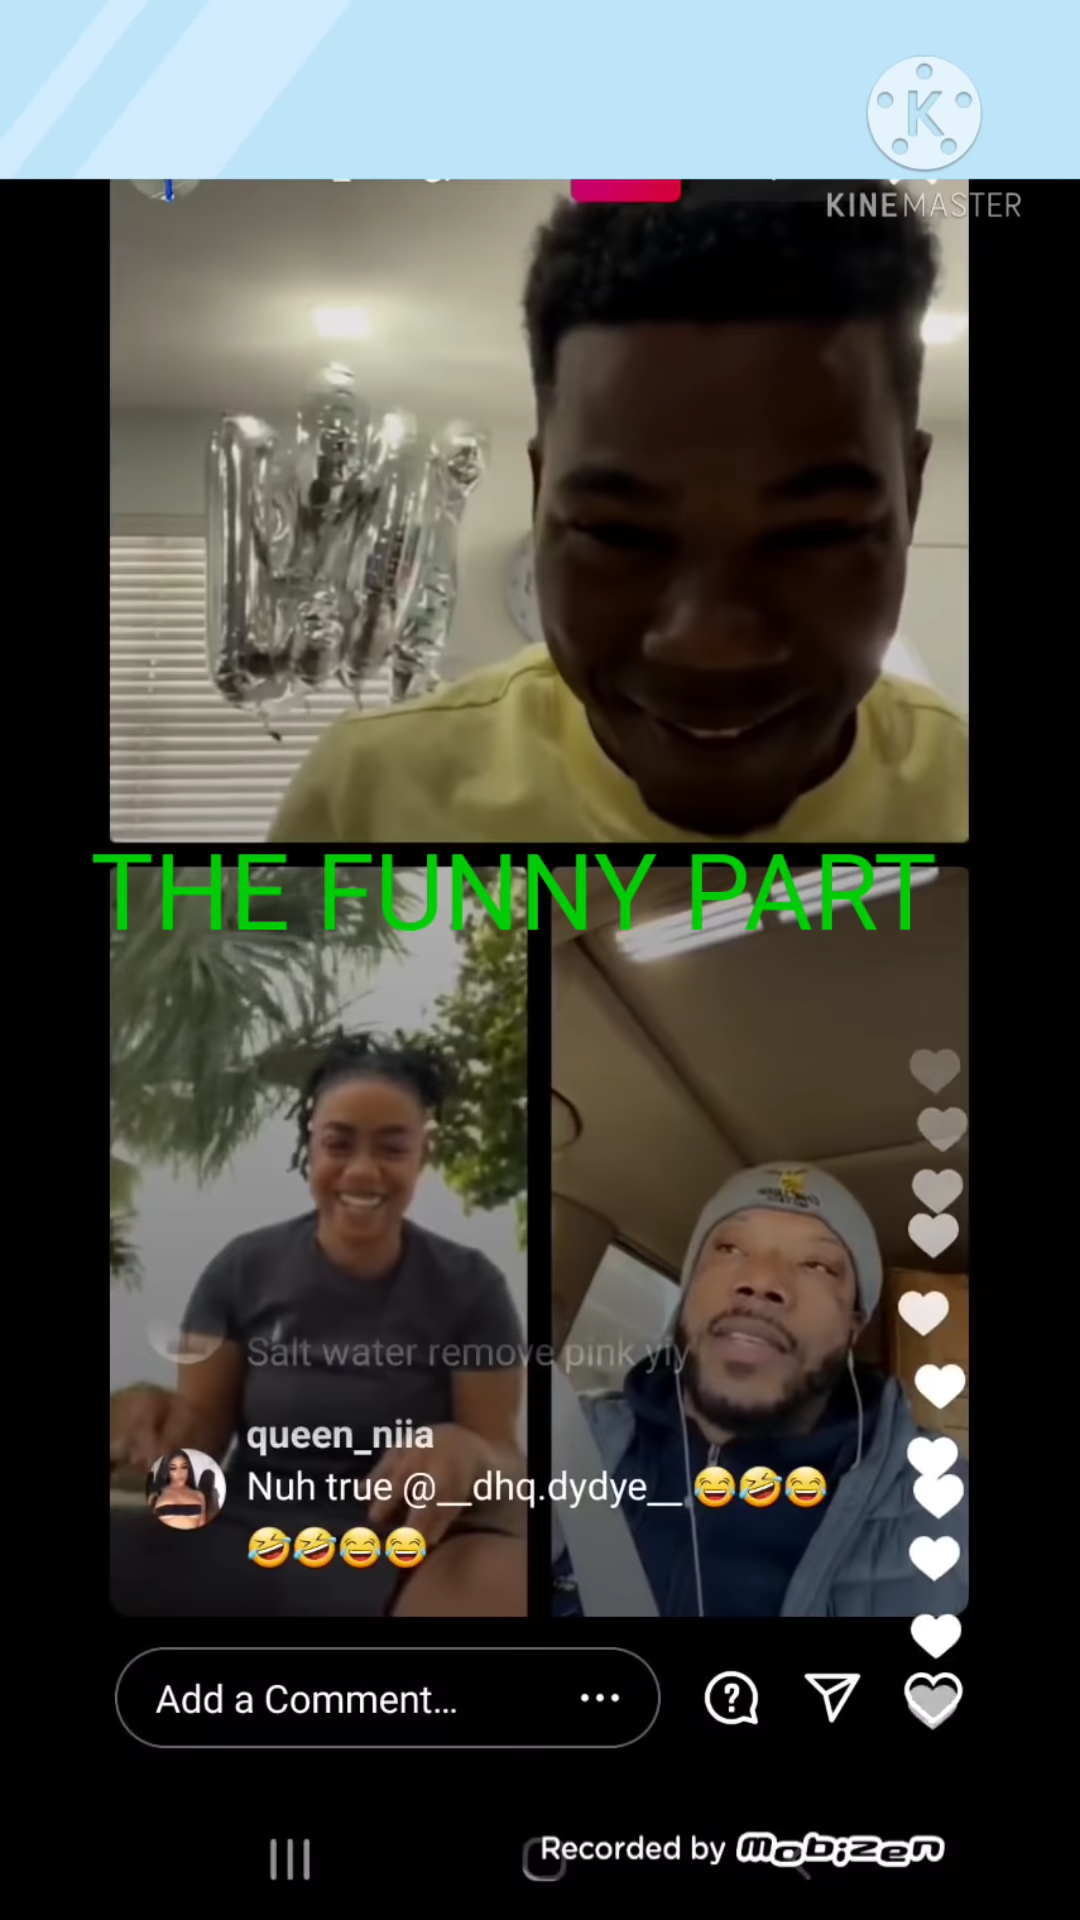 K
KINEMASTER
THE FUNNY PART
Salt water remove pink yiy
queen_niia
Nuh true @__dhq.dydye__ 😂🤣😂
🤣🤣😂😂
Add a Comment...
Recorded by mobizen